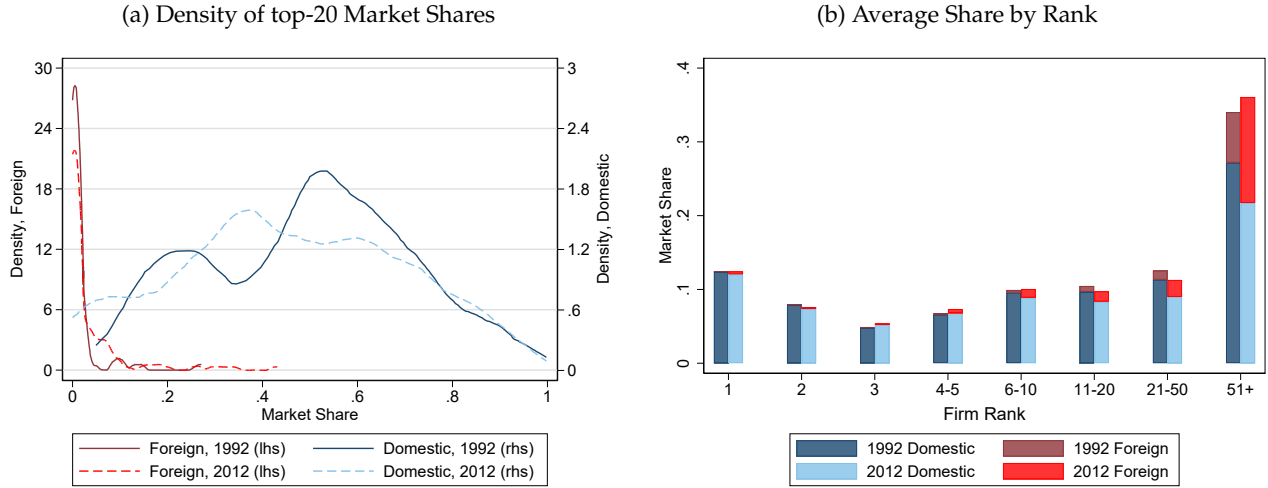 (a) Density of top-20 Market Shares
30
24
18
12
6
0
Density, Foreign
3
2.4
1.8
1.2
.6
0
Density, Domestic
0
.2
.4
.6
.8
1
Market Share
Foreign, 1992 (lhs)
Domestic, 1992 (rhs)
Foreign, 2012 (lhs)
Domestic, 2012 (rhs)
(b) Average Share by Rank
.4
.3
.2
.1
0
Market Share
1
2
3
4-5
6-10
11-20
21-50
51+
Firm Rank
1992 Domestic
1992 Foreign
2012 Domestic
2012 Foreign